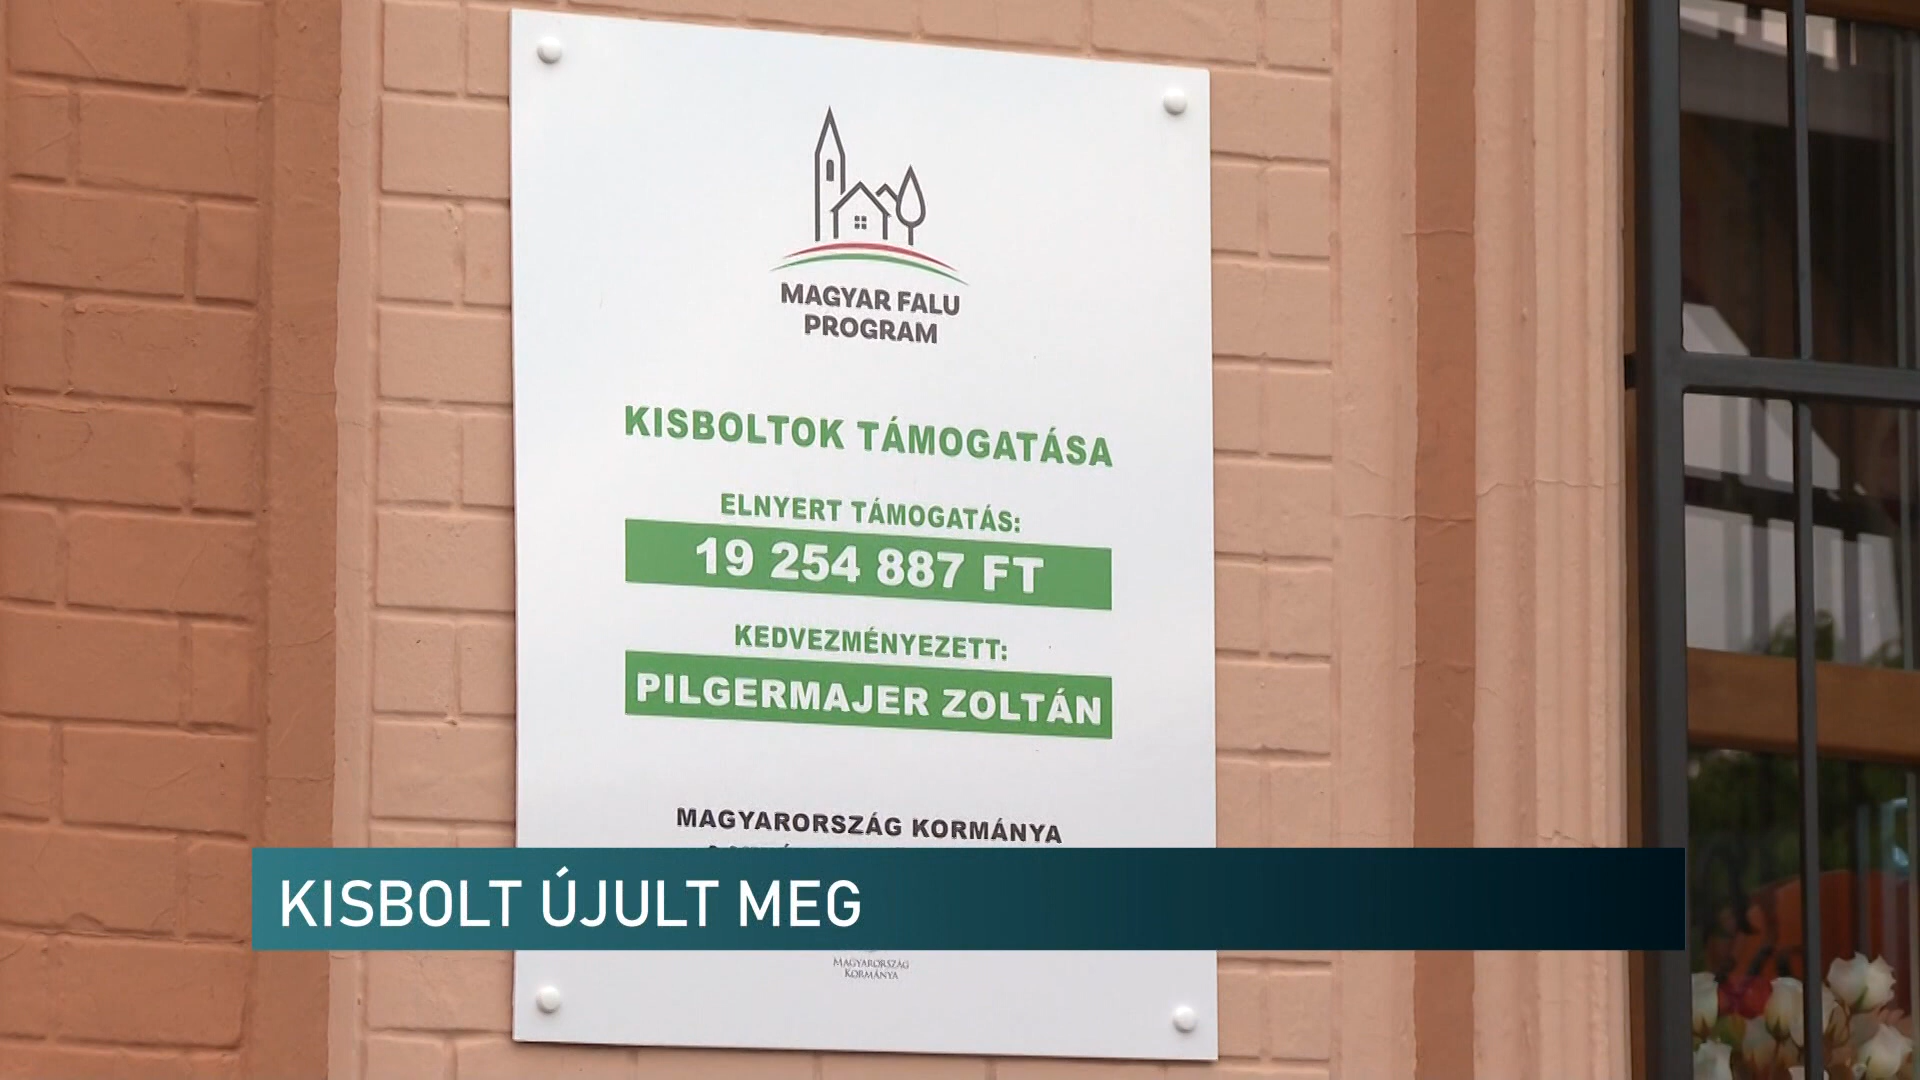 MAGYAR FALU
PROGRAM
KISBOLTOK TÁMOGATÁSA
ELNYERT TÁMOGATÁS:
19 254 887 FT
KEDVEZMÉNYEZETT:
PILGERMAJER ZOLTÁN
MAGYARORSZÁG KORMÁNYA
KISBOLT ÚJULT MEG
MAGYARORSZÁG
KORMÁNYA